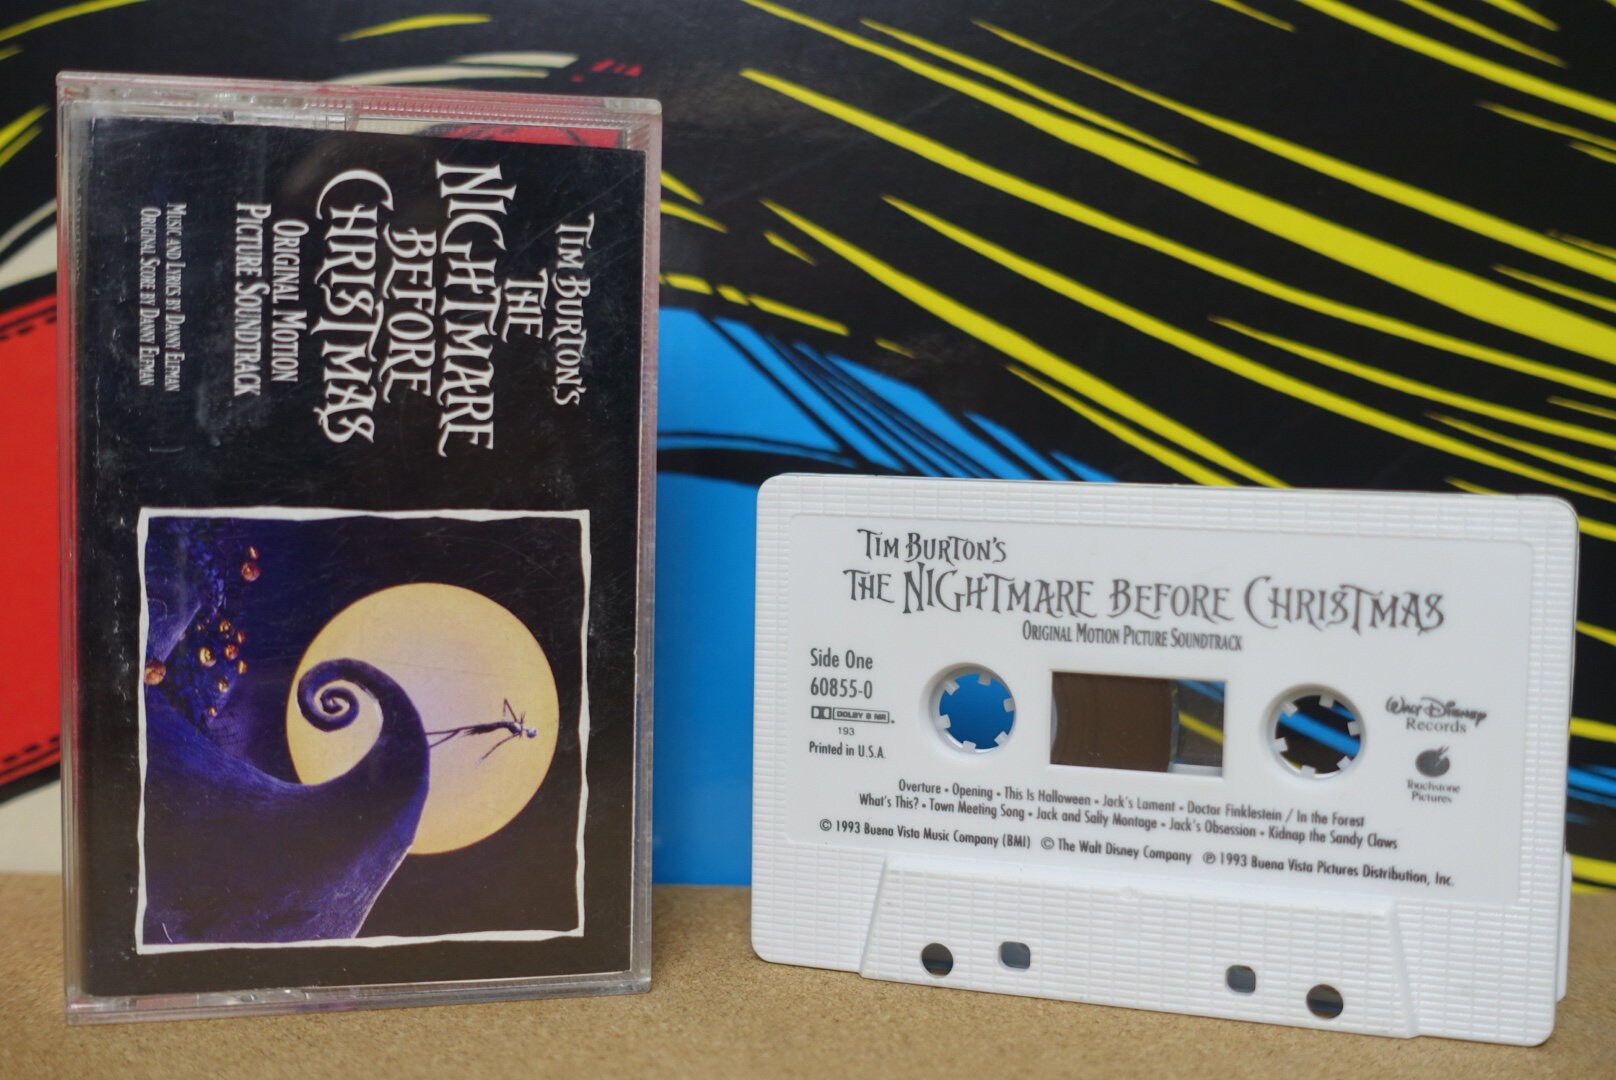 TIM BURTON'S
THE
NIGHTMARE
BEFORE
CHRISTMAS
ORIGINAL MOTION
PICTURE SOUNDTRACK
MUSIC AND LYRICS BY DANNY ELFMAN
ORIGINAL SCORE BY DANNY ELFMAN
TIM BURTON'S
THE NIGHTMARE BEFORE CHRISTMAS
ORIGINAL MOTION PICTURE SOUNDTRACK
Side One
60855-0
DOLBY B NR
193
Printed in U.S.A.
Walt Disney
Records
Touchstone
Pictures
Overture • Opening • This Is Halloween • Jack's Lament • Doctor Finklestein / In the Forest
What's This? • Town Meeting Song • Jack and Sally Montage • Jack's Obsession • Kidnap the Sandy Claws
© 1993 Buena Vista Music Company (BMI) © The Walt Disney Company ℗ 1993 Buena Vista Pictures Distribution, Inc.